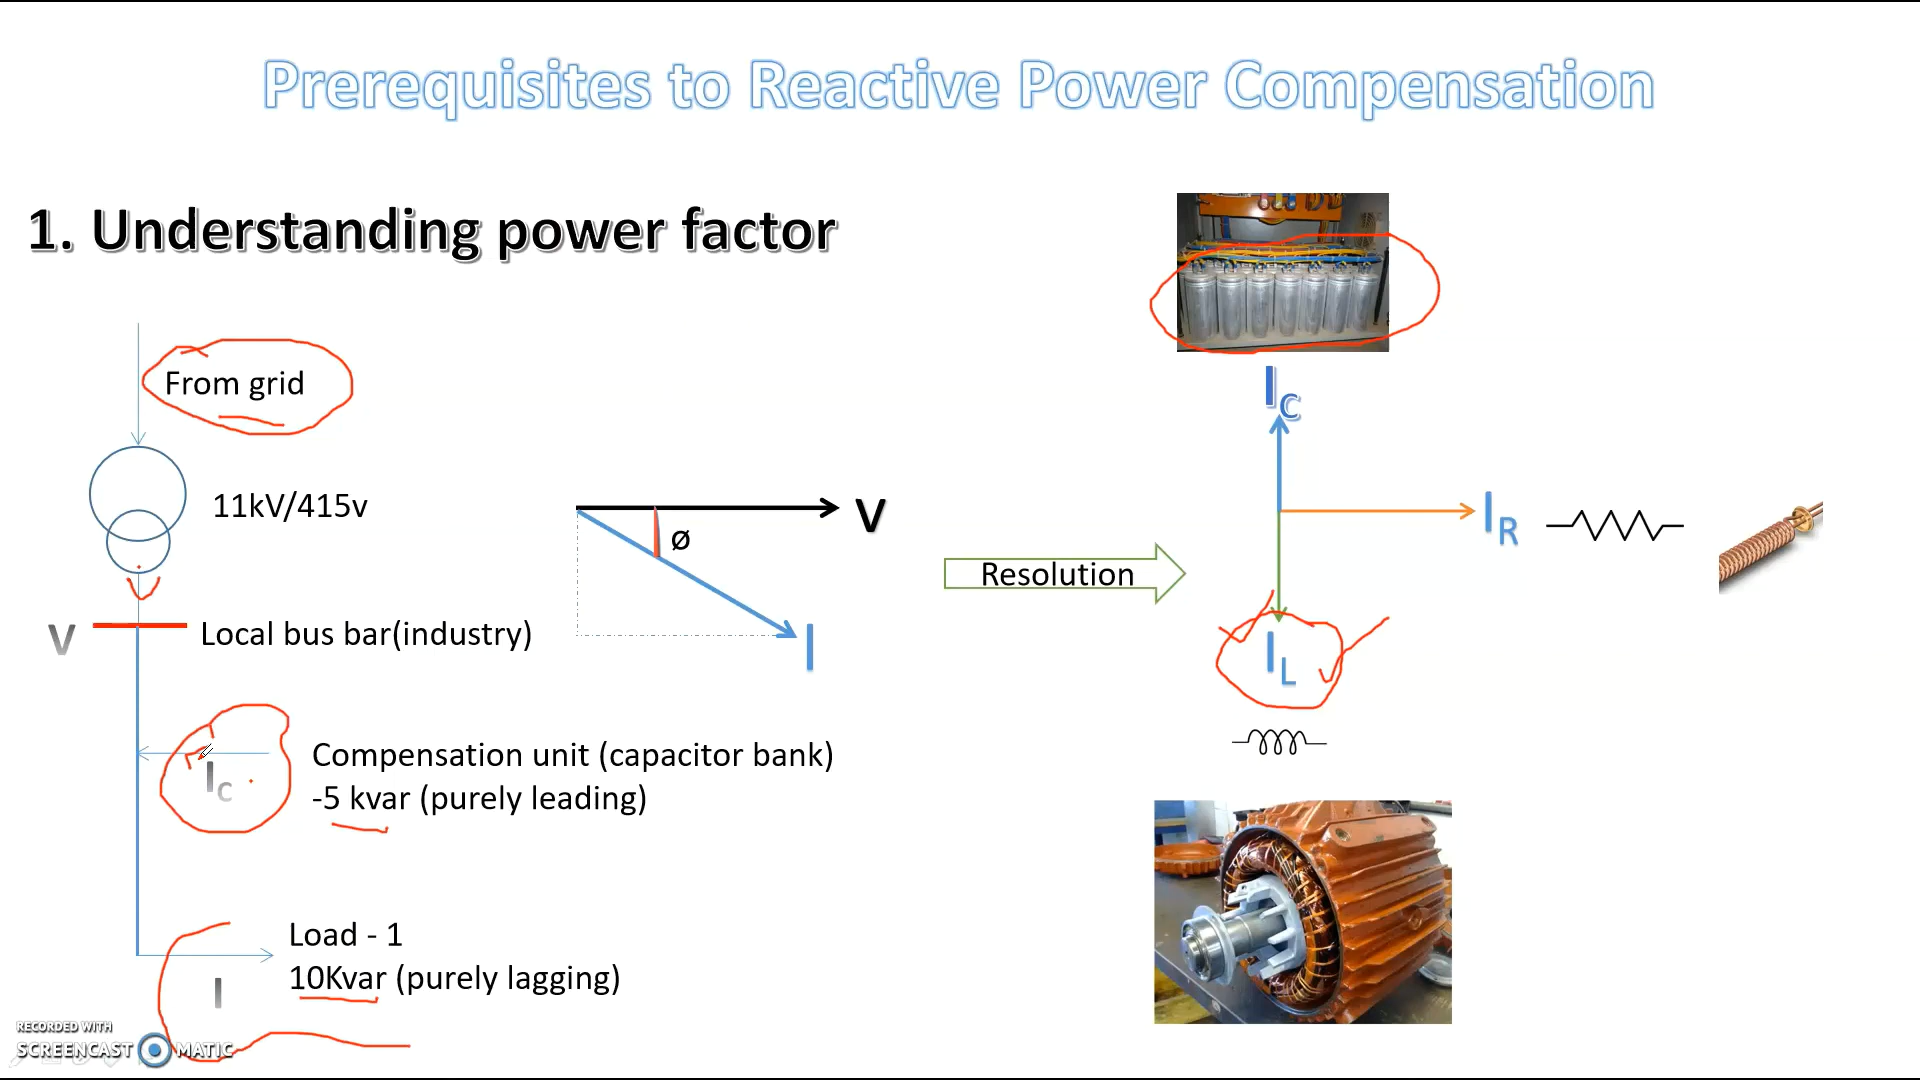 Prerequisites to Reactive Power Compensation
1. Understanding power factor
From grid
11kV/415v
V
Local bus bar(industry)
IC
Compensation unit (capacitor bank)
-5 kvar (purely leading)
Load - 1
10Kvar (purely lagging)
I
V
ø
I
Resolution
IC
IR
IL
RECORDED WITH
SCREENCAST MATIC